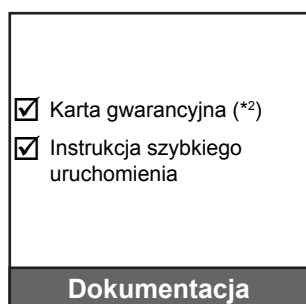 ☑ Karta gwarancyjna (*²)
☑ Instrukcja szybkiego
uruchomienia
Dokumentacja